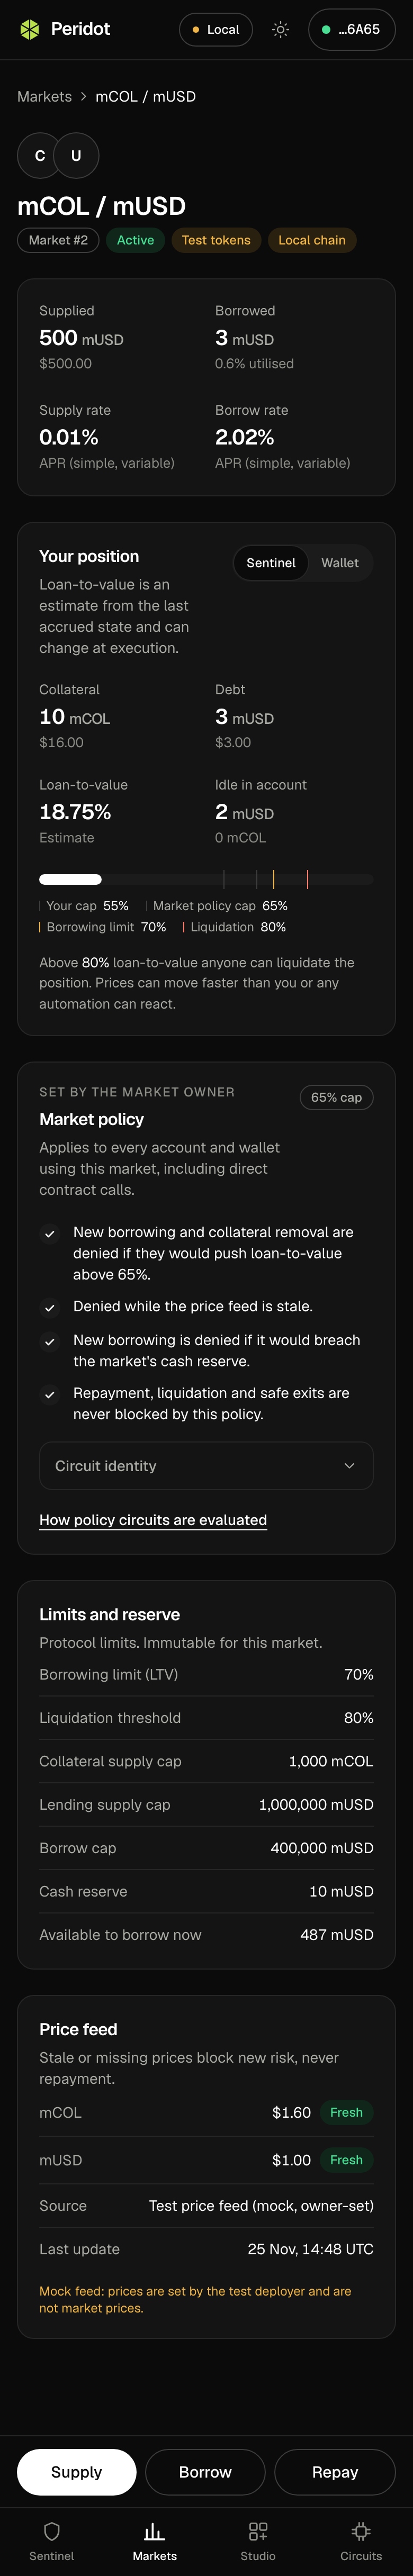 Peridot
Local
...6A65
Markets > mCOL / mUSD
C U
mCOL / mUSD
Market #2 Active Test tokens Local chain
Supplied Borrowed
500 mUSD 3 mUSD
$500.00 0.6% utilised
Supply rate Borrow rate
0.01% 2.02%
APR (simple, variable) APR (simple, variable)
Your position
Sentinel Wallet
Loan-to-value is an
estimate from the last
accrued state and can
change at execution.
Collateral Debt
10 mCOL 3 mUSD
$16.00 $3.00
Loan-to-value Idle in account
18.75% 2 mUSD
Estimate 0 mCOL
Your cap 55% Market policy cap 65%
Borrowing limit 70% Liquidation 80%
Above 80% loan-to-value anyone can liquidate the
position. Prices can move faster than you or any
automation can react.
SET BY THE MARKET OWNER
65% cap
Market policy
Applies to every account and wallet
using this market, including direct
contract calls.
New borrowing and collateral removal are
denied if they would push loan-to-value
above 65%.
Denied while the price feed is stale.
New borrowing is denied if it would breach
the market's cash reserve.
Repayment, liquidation and safe exits are
never blocked by this policy.
Circuit identity
How policy circuits are evaluated
Limits and reserve
Protocol limits. Immutable for this market.
Borrowing limit (LTV) 70%
Liquidation threshold 80%
Collateral supply cap 1,000 mCOL
Lending supply cap 1,000,000 mUSD
Borrow cap 400,000 mUSD
Cash reserve 10 mUSD
Available to borrow now 487 mUSD
Price feed
Stale or missing prices block new risk, never
repayment.
mCOL $1.60 Fresh
mUSD $1.00 Fresh
Source Test price feed (mock, owner-set)
Last update 25 Nov, 14:48 UTC
Mock feed: prices are set by the test deployer and are
not market prices.
Supply Borrow Repay
Sentinel Markets Studio Circuits